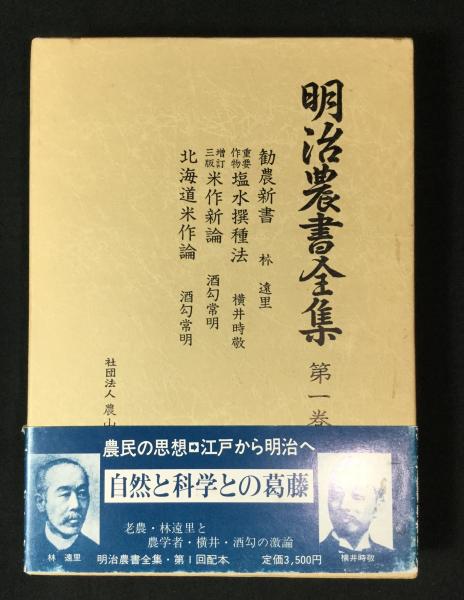 明治農書全集 第一巻
勧農新書 林 遠里
重要作物 塩水撰種法 横井時敬
増訂三版 米作新論 酒匂常明
北海道米作論 酒匂常明
社団法人 農山
農民の思想 江戸から明治へ
自然と科学との葛藤
老農・林遠里と
農学者・横井・酒匂の激論
林 遠里
明治農書全集・第1回配本 定価3,500円
横井時敬